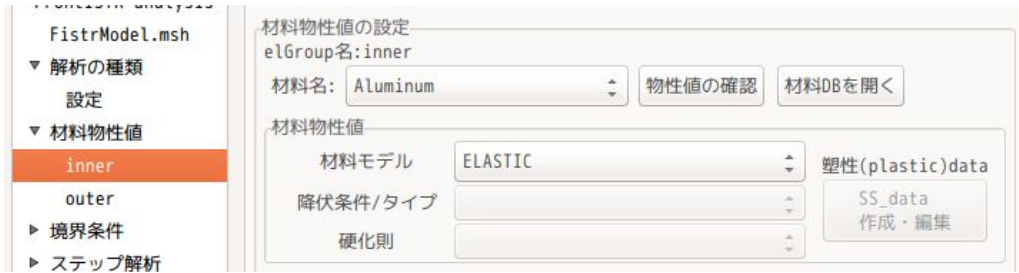 FistrModel.msh
▼ 解析の種類
設定
▼ 材料物性値
inner
outer
▶ 境界条件
▶ ステップ解析
材料物性値の設定
elGroup名:inner
材料名: Aluminum 物性値の確認 材料DBを開く
材料物性値
材料モデル ELASTIC 塑性(plastic)data
降伏条件/タイプ SS_data
作成・編集
硬化則